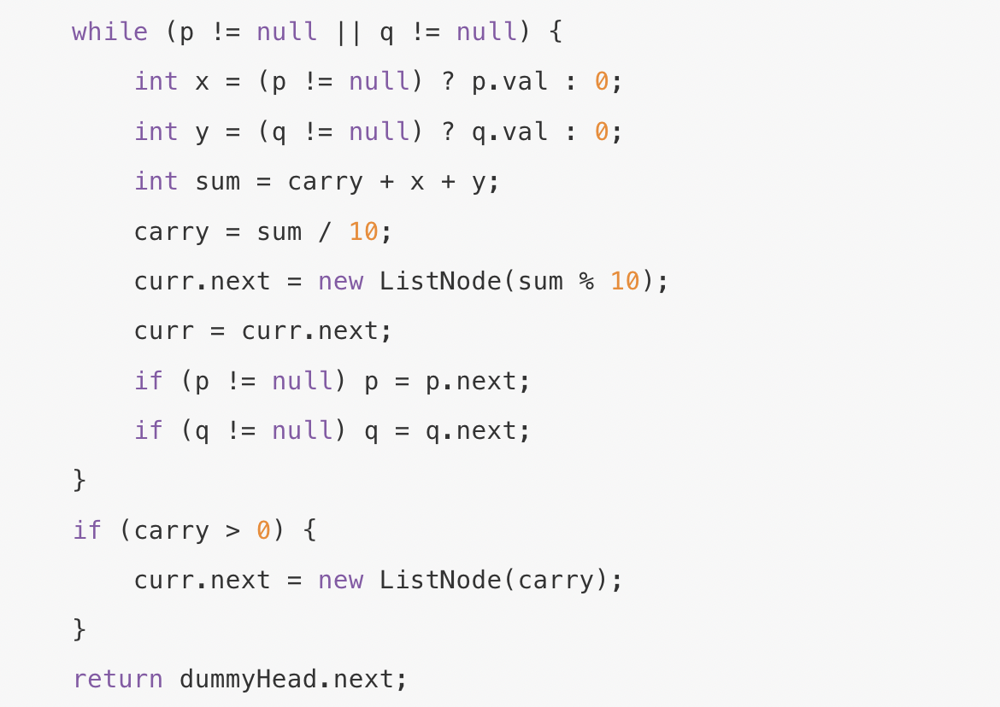 while (p != null || q != null) {
    int x = (p != null) ? p.val : 0;
    int y = (q != null) ? q.val : 0;
    int sum = carry + x + y;
    carry = sum / 10;
    curr.next = new ListNode(sum % 10);
    curr = curr.next;
    if (p != null) p = p.next;
    if (q != null) q = q.next;
}
if (carry > 0) {
    curr.next = new ListNode(carry);
}
return dummyHead.next;